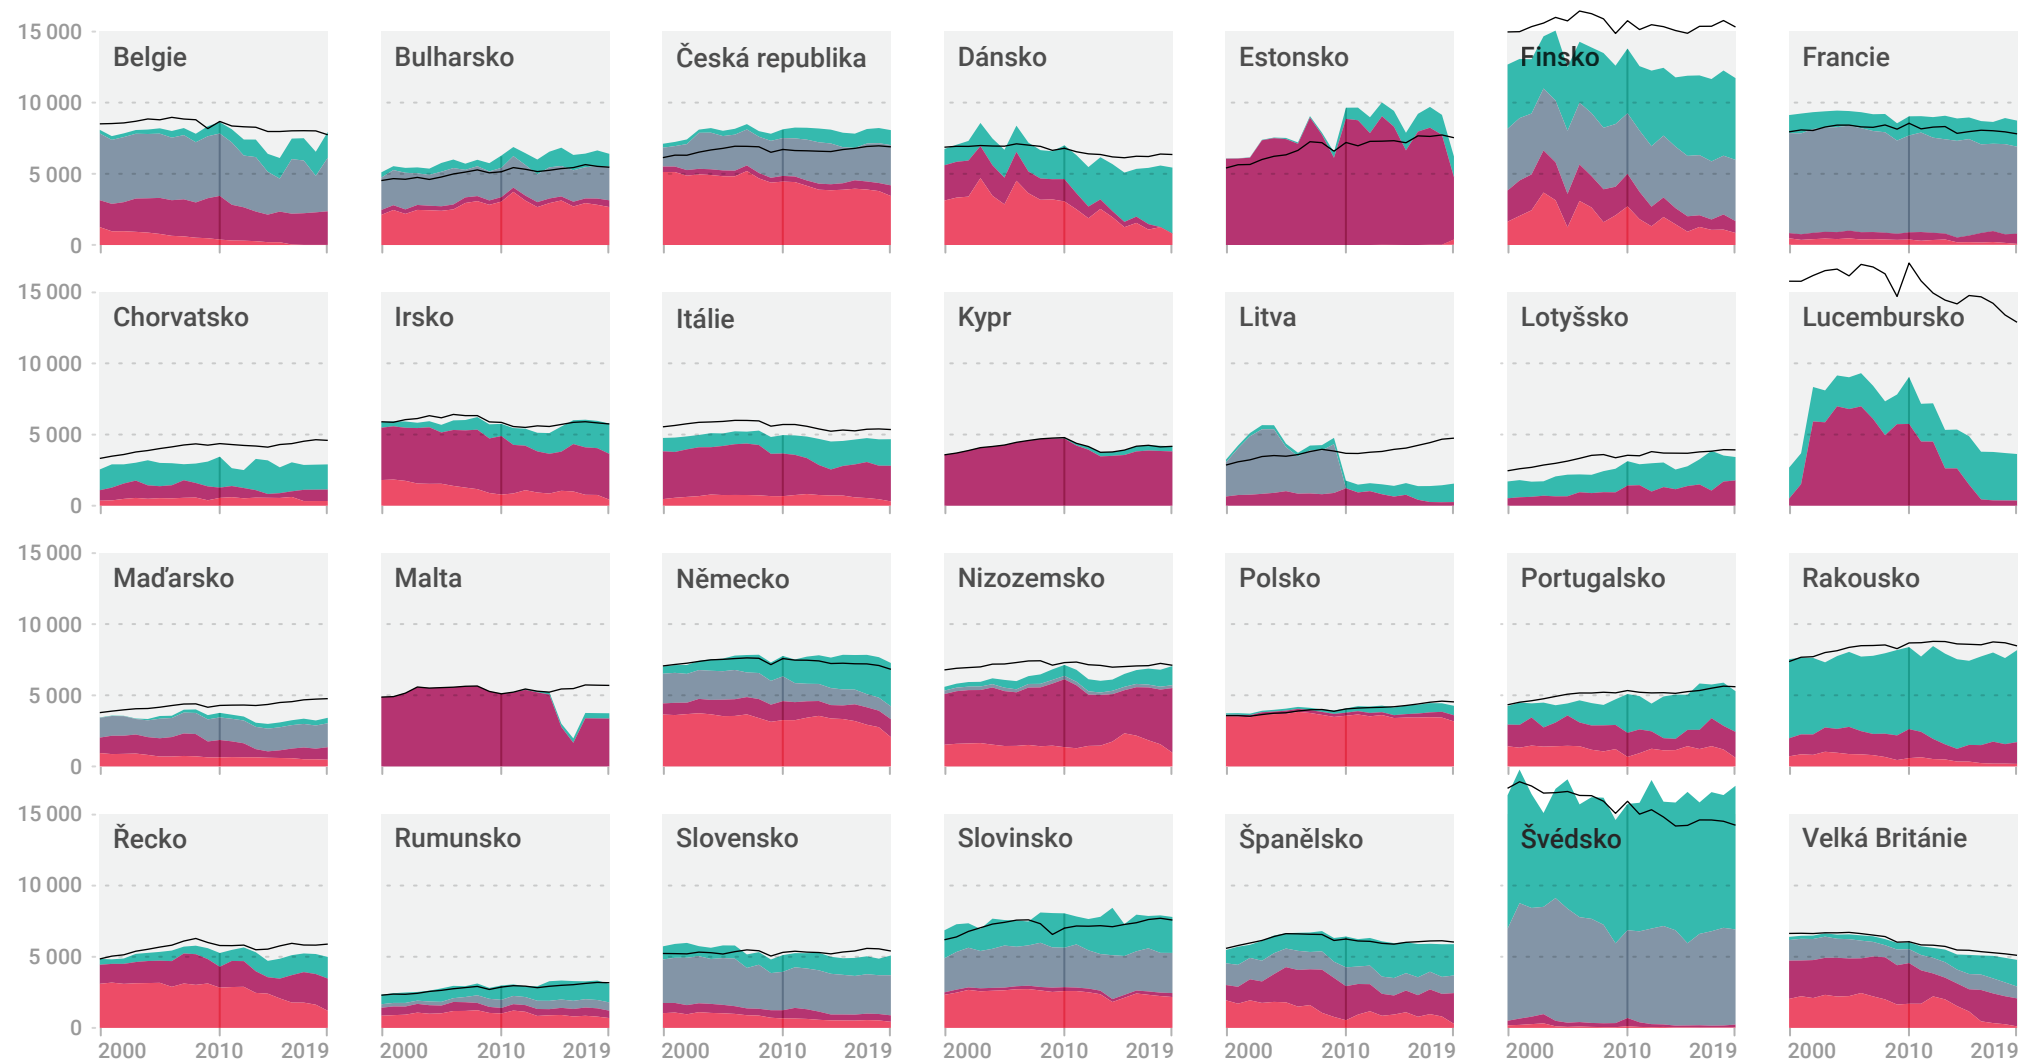 15 000
10 000
5 000
0
Belgie
Bulharsko
Česká republika
Dánsko
Estonsko
Finsko
Francie
15 000
10 000
5 000
0
Chorvatsko
Irsko
Itálie
Kypr
Litva
Lotyšsko
Lucembursko
15 000
10 000
5 000
0
Maďarsko
Malta
Německo
Nizozemsko
Polsko
Portugalsko
Rakousko
15 000
10 000
5 000
0
Řecko
Rumunsko
Slovensko
Slovinsko
Španělsko
Švédsko
Velká Británie
2000 2010 2019
2000 2010 2019
2000 2010 2019
2000 2010 2019
2000 2010 2019
2000 2010 2019
2000 2010 2019